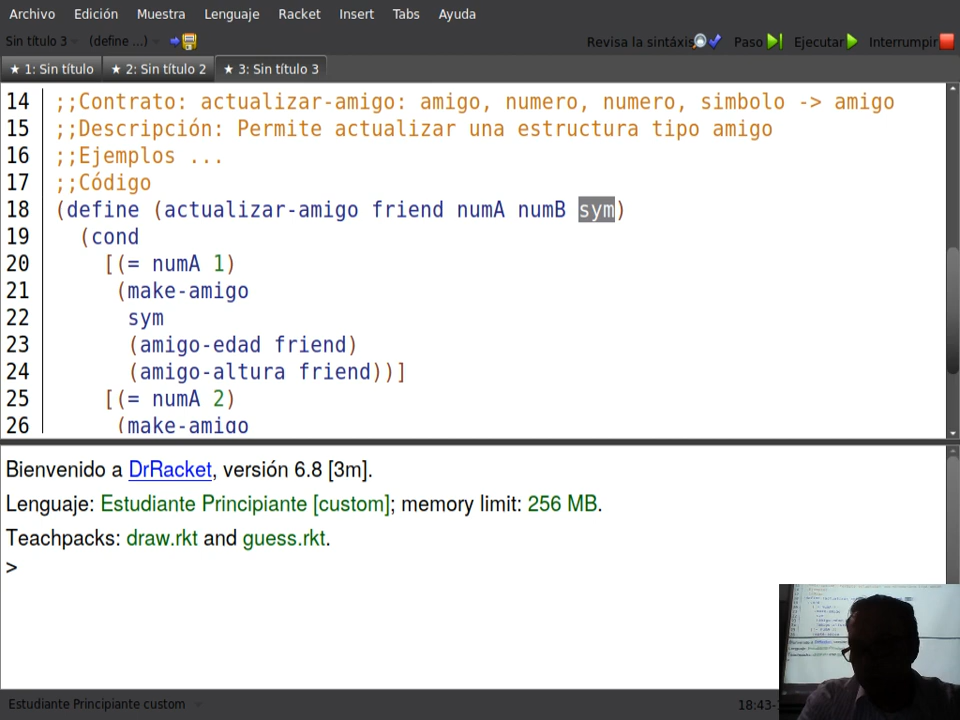 Archivo Edición Muestra Lenguaje Racket Insert Tabs Ayuda
Sin título 3 (define ...) Revisa la sintáxis Paso Ejecutar Interrumpir
★ 1: Sin título ★ 2: Sin título 2 ★ 3: Sin título 3
14 ;;Contrato: actualizar-amigo: amigo, numero, numero, simbolo -> amigo
15 ;;Descripción: Permite actualizar una estructura tipo amigo
16 ;;Ejemplos ...
17 ;;Código
18 (define (actualizar-amigo friend numA numB sym)
19 (cond
20 [(= numA 1)
21 (make-amigo
22 sym
23 (amigo-edad friend)
24 (amigo-altura friend))]
25 [(= numA 2)
26 (make-amigo
Bienvenido a DrRacket, versión 6.8 [3m].
Lenguaje: Estudiante Principiante [custom]; memory limit: 256 MB.
Teachpacks: draw.rkt and guess.rkt.
>
Estudiante Principiante custom 18:43-